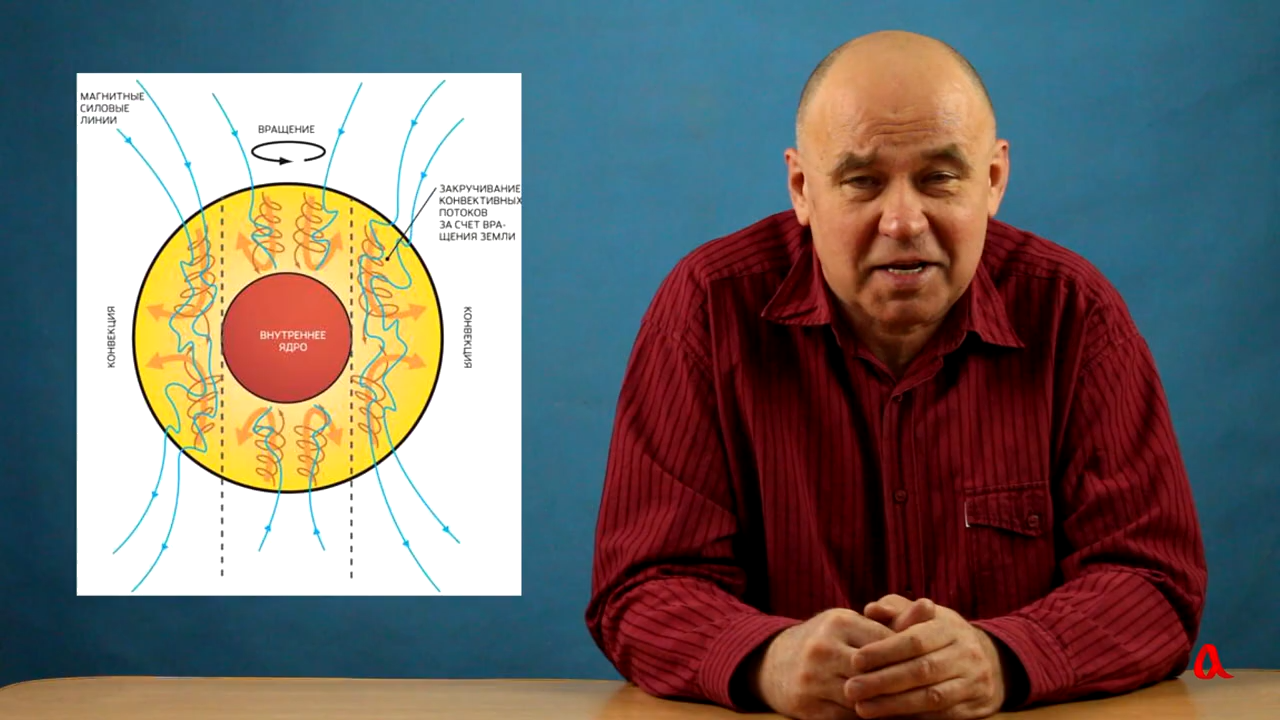 МАГНИТНЫЕ
СИЛОВЫЕ
ЛИНИИ
ВРАЩЕНИЕ
ЗАКРУЧИВАНИЕ
КОНВЕКТИВНЫХ
ПОТОКОВ
ЗА СЧЕТ ВРА-
ЩЕНИЯ ЗЕМЛИ
КОНВЕКЦИЯ
ВНУТРЕННЕЕ
ЯДРО
КОНВЕКЦИЯ
a